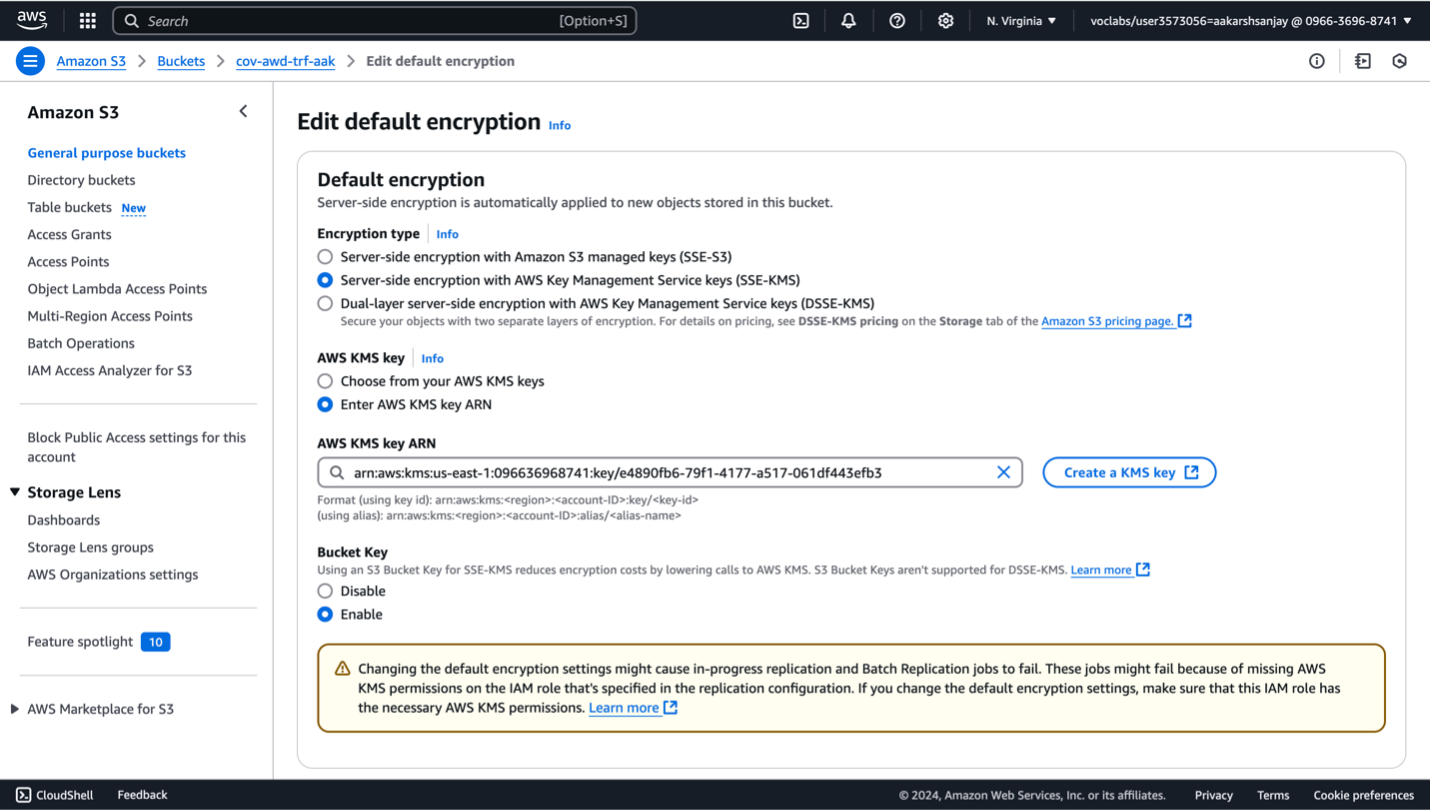 aws
Search
[Option+S]
N. Virginia
voclabs/user3573056=aakarshsanjay @ 0966-3696-8741
Amazon S3
Buckets
cov-awd-trf-aak
Edit default encryption
Amazon S3
General purpose buckets
Directory buckets
Table buckets New
Access Grants
Access Points
Object Lambda Access Points
Multi-Region Access Points
Batch Operations
IAM Access Analyzer for S3
Block Public Access settings for this
account
Storage Lens
Dashboards
Storage Lens groups
AWS Organizations settings
Feature spotlight 10
AWS Marketplace for S3
Edit default encryption Info
Default encryption
Server-side encryption is automatically applied to new objects stored in this bucket.
Encryption type Info
Server-side encryption with Amazon S3 managed keys (SSE-S3)
Server-side encryption with AWS Key Management Service keys (SSE-KMS)
Dual-layer server-side encryption with AWS Key Management Service keys (DSSE-KMS)
Secure your objects with two separate layers of encryption. For details on pricing, see DSSE-KMS pricing on the Storage tab of the Amazon S3 pricing page.
AWS KMS key Info
Choose from your AWS KMS keys
Enter AWS KMS key ARN
AWS KMS key ARN
arn:aws:kms:us-east-1:096636968741:key/e4890fb6-79f1-4177-a517-061df443efb3
Create a KMS key
Format (using key id): arn:aws:kms:<region>:<account-ID>:key/<key-id>
(using alias): arn:aws:kms:<region>:<account-ID>:alias/<alias-name>
Bucket Key
Using an S3 Bucket Key for SSE-KMS reduces encryption costs by lowering calls to AWS KMS. S3 Bucket Keys aren't supported for DSSE-KMS. Learn more
Disable
Enable
Changing the default encryption settings might cause in-progress replication and Batch Replication jobs to fail. These jobs might fail because of missing AWS
KMS permissions on the IAM role that's specified in the replication configuration. If you change the default encryption settings, make sure that this IAM role has
the necessary AWS KMS permissions. Learn more
CloudShell
Feedback
© 2024, Amazon Web Services, Inc. or its affiliates.
Privacy
Terms
Cookie preferences